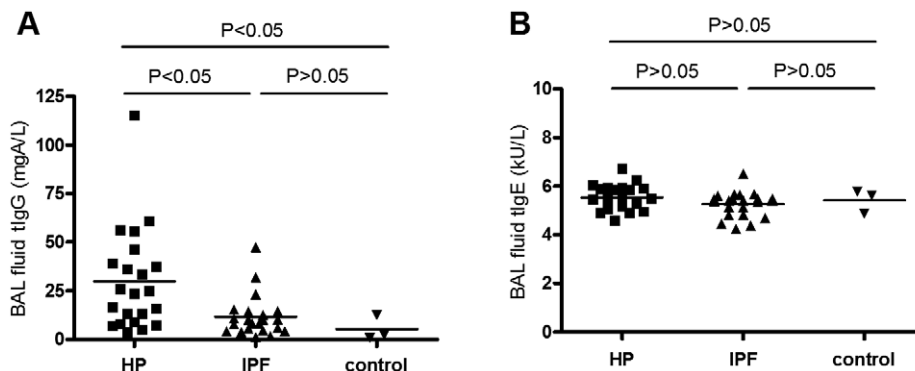 A
P<0.05
P<0.05
P>0.05
125
100
75
50
25
0
BAL fluid tIgG (mgA/L)
HP
IPF
control
B
P>0.05
P>0.05
P>0.05
10
8
6
4
2
0
BAL fluid tIgE (kU/L)
HP
IPF
control